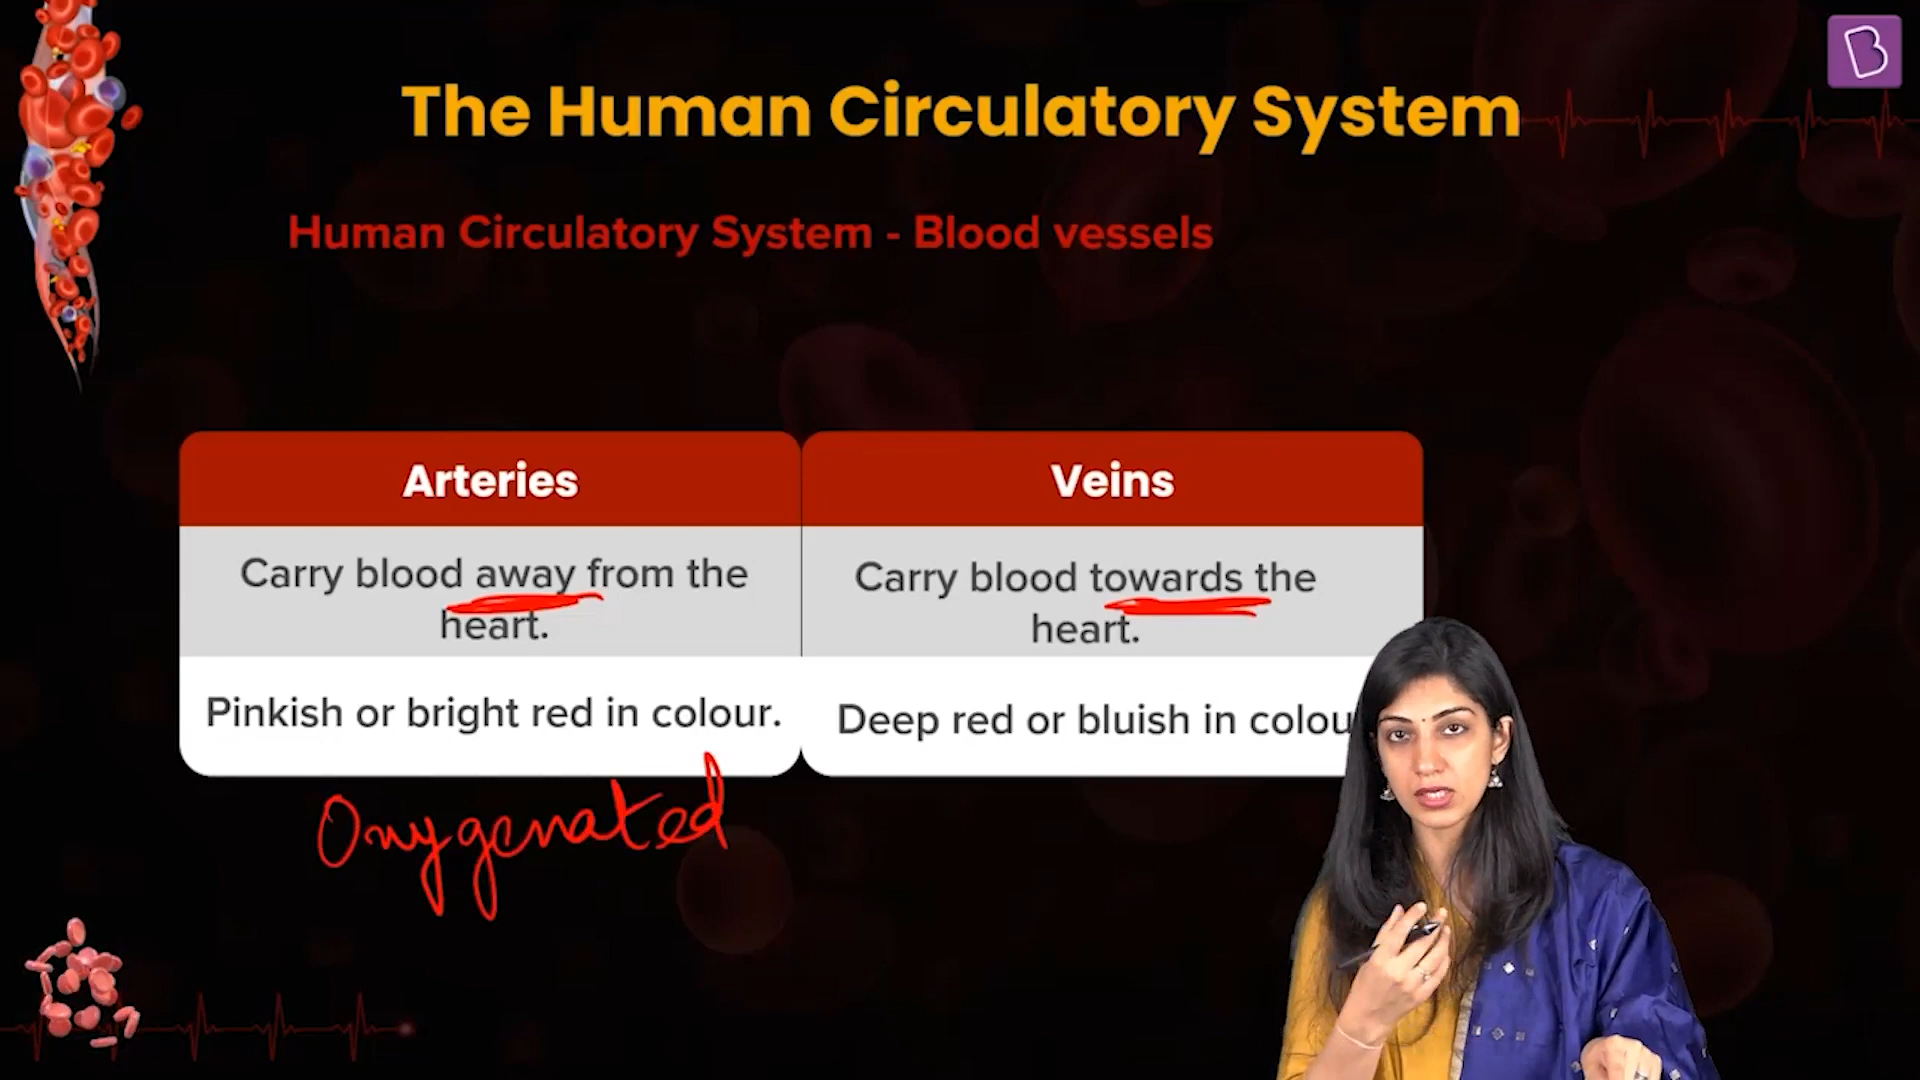 The Human Circulatory System
Human Circulatory System - Blood vessels
Arteries
Veins
Carry blood away from the
heart.
Carry blood towards the
heart.
Pinkish or bright red in colour.
Deep red or bluish in colou
Oxygenated